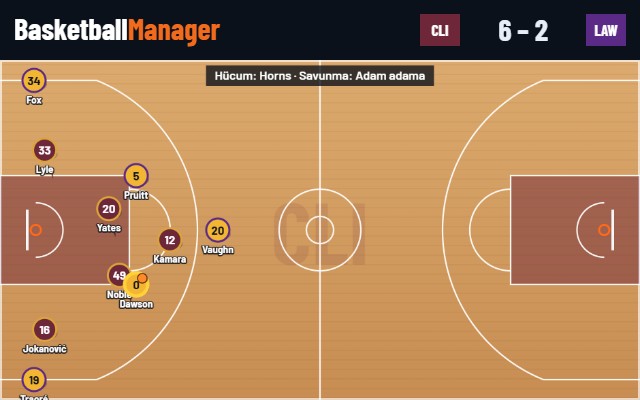 BasketballManager
CLI
6 – 2
LAW
Hücum: Horns · Savunma: Adam adama
34
Fox
33
Lyle
5
Pruitt
20
Yates
12
Kamara
20
Vaughn
CLI
49
Noble
0
Dawson
16
Jokanović
19
Traoré